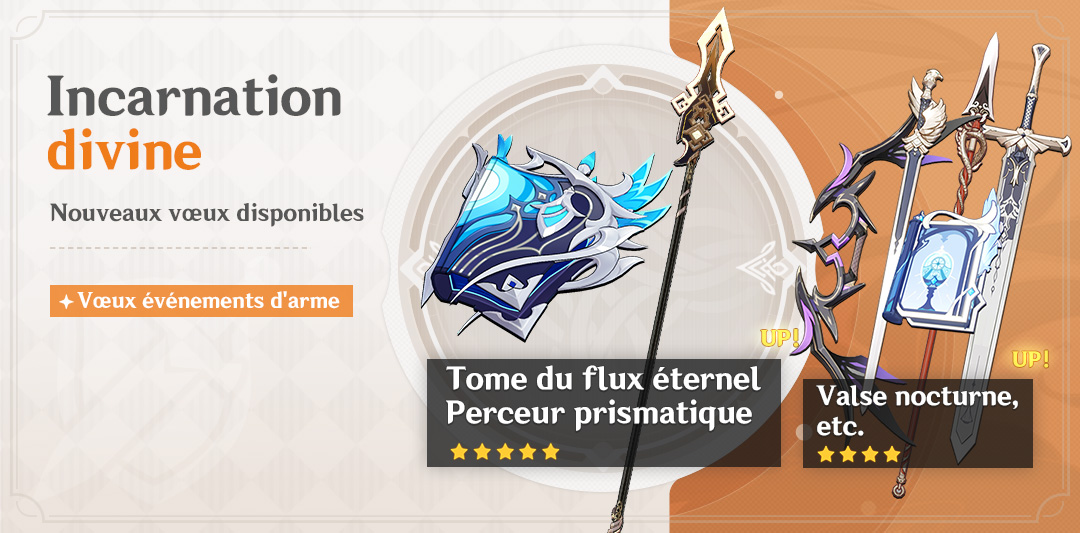 Incarnation
divine
Nouveaux vœux disponibles
Vœux événements d'arme
UP!
Tome du flux éternel
Perceur prismatique
UP!
Valse nocturne,
etc.